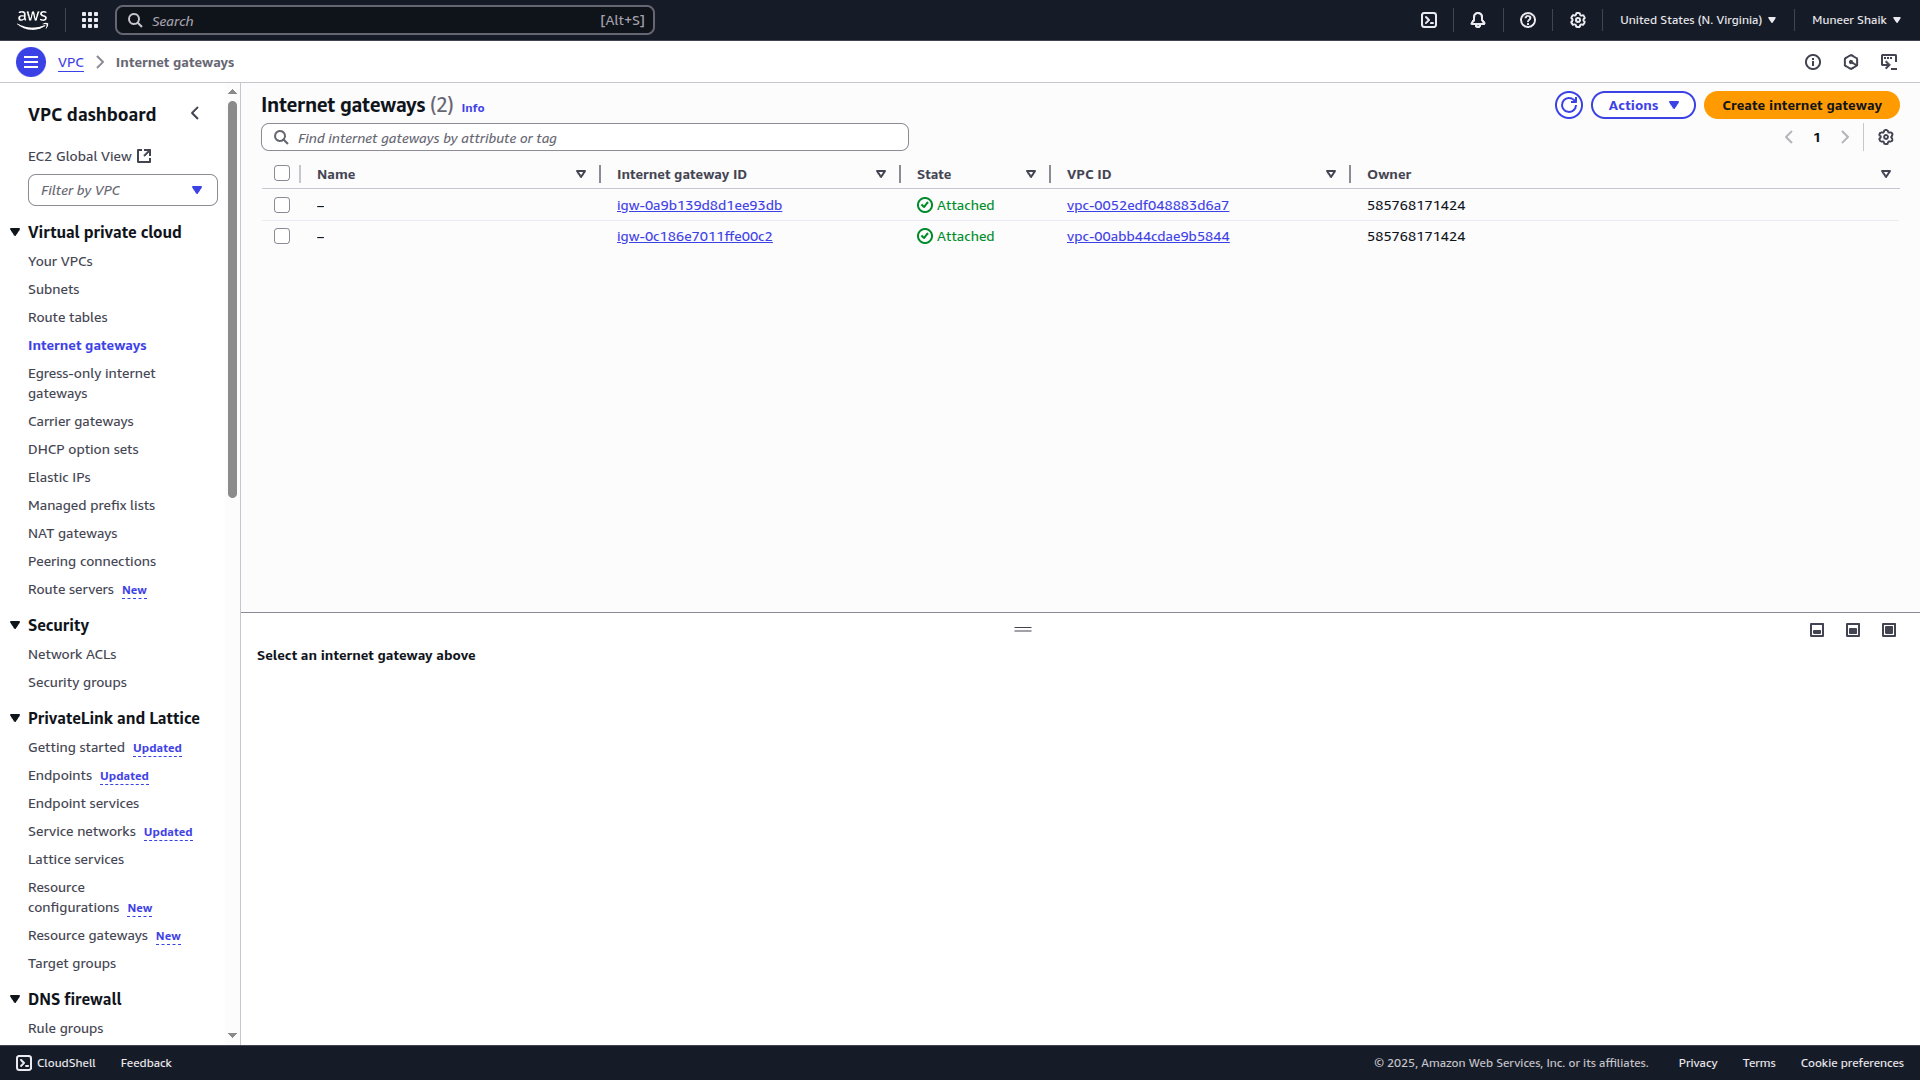 aws
Search
[Alt+S]
United States (N. Virginia)
Muneer Shaik
VPC
Internet gateways
VPC dashboard
EC2 Global View
Filter by VPC
Virtual private cloud
Your VPCs
Subnets
Route tables
Internet gateways
Egress-only internet
gateways
Carrier gateways
DHCP option sets
Elastic IPs
Managed prefix lists
NAT gateways
Peering connections
Route servers New
Security
Network ACLs
Security groups
PrivateLink and Lattice
Getting started Updated
Endpoints Updated
Endpoint services
Service networks Updated
Lattice services
Resource
configurations New
Resource gateways New
Target groups
DNS firewall
Rule groups
Internet gateways (2) Info
Actions
Create internet gateway
Find internet gateways by attribute or tag
1
Name Internet gateway ID State VPC ID Owner
– igw-0a9b139d8d1ee93db Attached vpc-0052edf048883d6a7 585768171424
– igw-0c186e7011ffe00c2 Attached vpc-00abb44cdae9b5844 585768171424
Select an internet gateway above
CloudShell Feedback
© 2025, Amazon Web Services, Inc. or its affiliates. Privacy Terms Cookie preferences